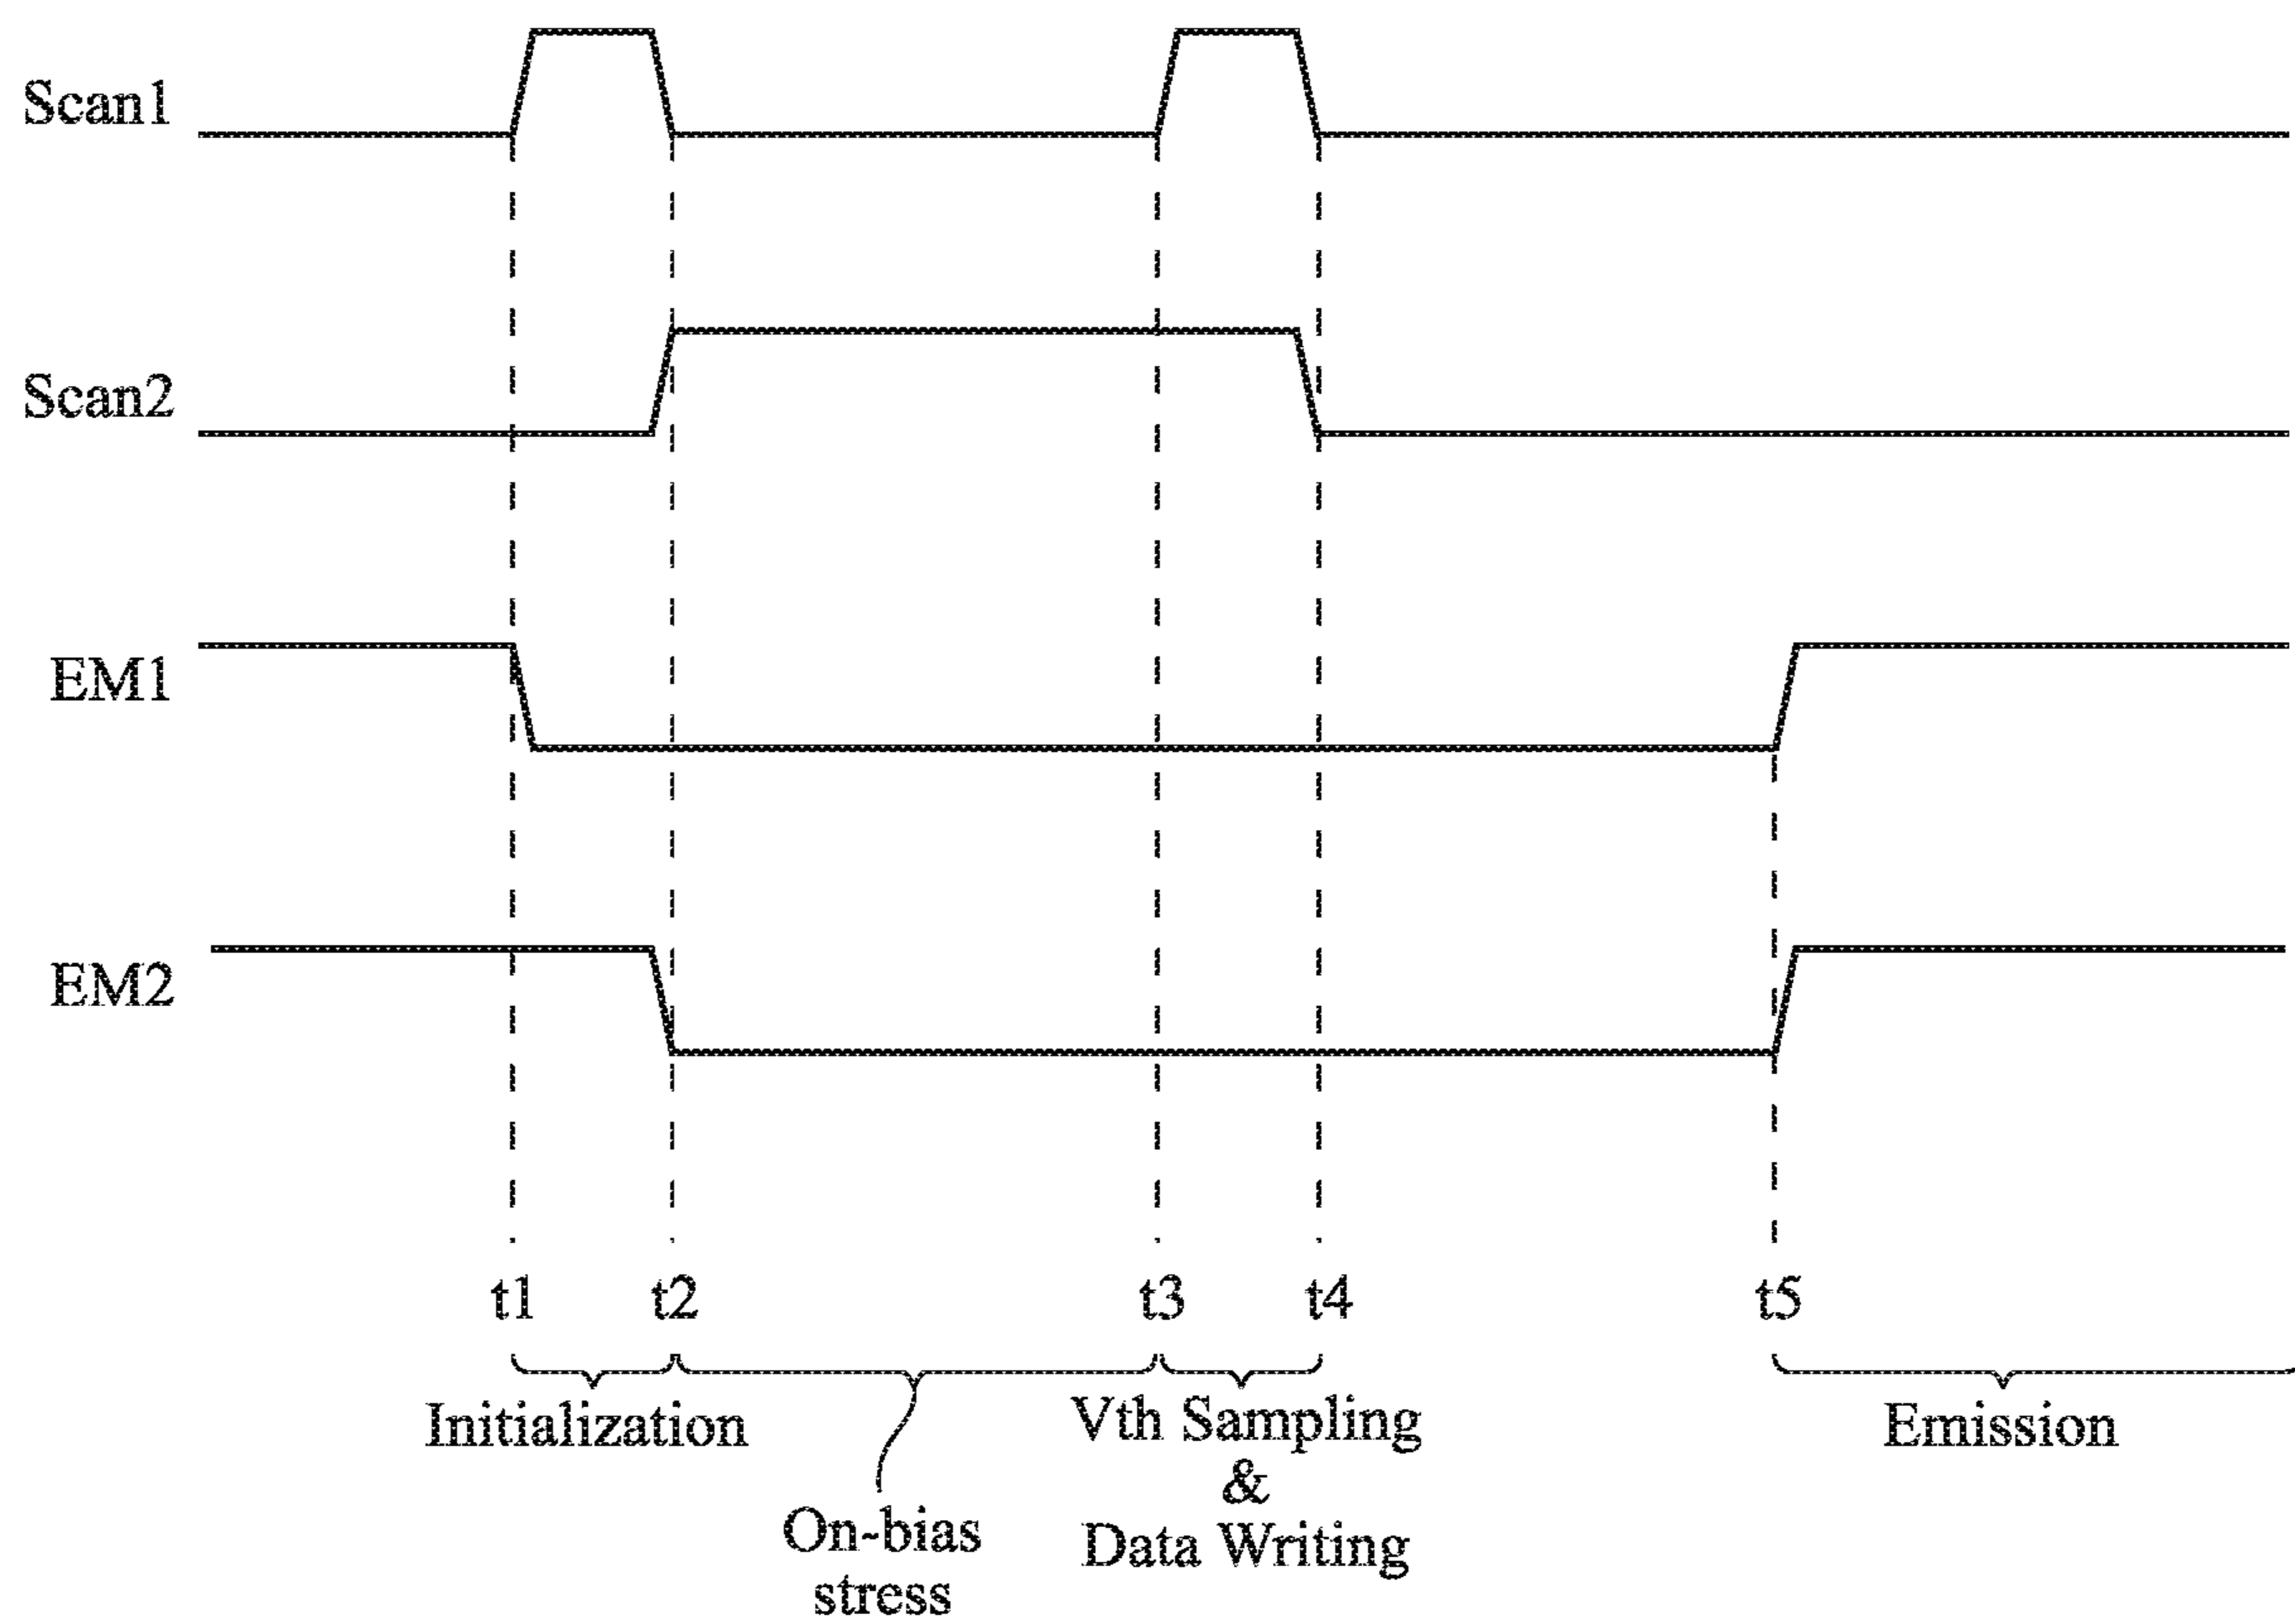 Scan1
Scan2
EM1
EM2
t1 t2 t3 t4 t5
Initialization
On-bias
stress
Vth Sampling
&
Data Writing
Emission